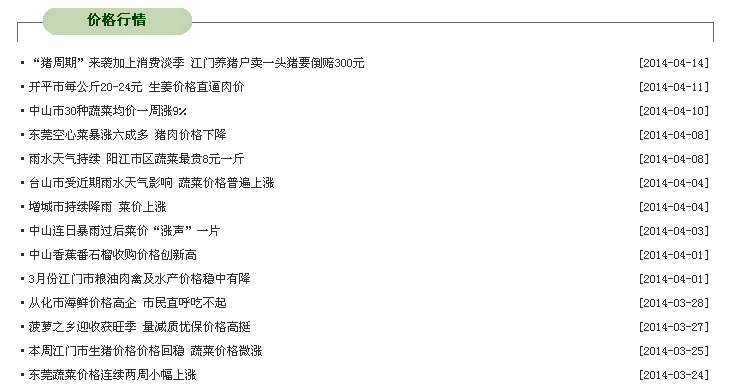 价格行情
“猪周期”来袭加上消费淡季 江门养猪户卖一头猪要倒赔300元 [2014-04-14]
开平市每公斤20-24元 生姜价格直逼肉价 [2014-04-11]
中山市30种蔬菜均价一周涨9% [2014-04-10]
东莞空心菜暴涨六成多 猪肉价格下降 [2014-04-08]
雨水天气持续 阳江市区蔬菜最贵8元一斤 [2014-04-08]
台山市受近期雨水天气影响 蔬菜价格普遍上涨 [2014-04-04]
增城市持续降雨 菜价上涨 [2014-04-04]
中山连日暴雨过后菜价“涨声”一片 [2014-04-03]
中山香蕉番石榴收购价格创新高 [2014-04-01]
3月份江门市粮油肉禽及水产价格稳中有降 [2014-04-01]
从化市海鲜价格高企 市民直呼吃不起 [2014-03-28]
菠萝之乡迎收获旺季 量减质优保价格高挺 [2014-03-27]
本周江门市生猪价格价格回稳 蔬菜价格微涨 [2014-03-25]
东莞蔬菜价格连续两周小幅上涨 [2014-03-24]